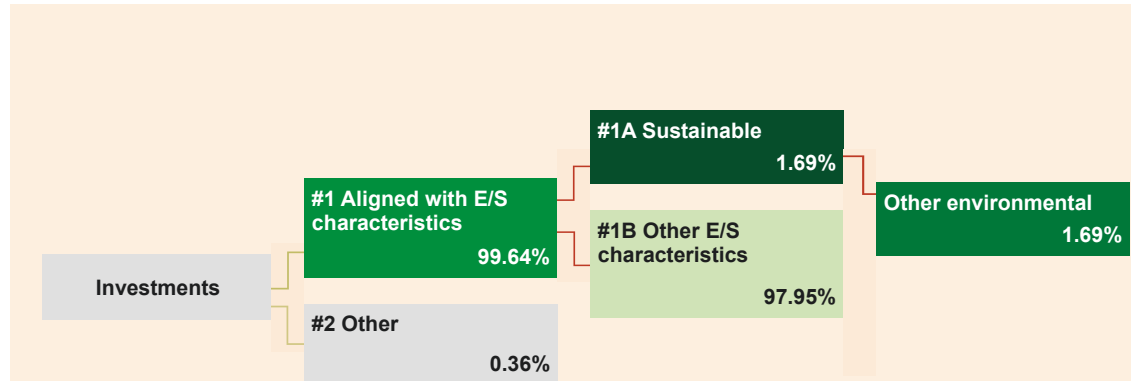 Investments
#1 Aligned with E/S
characteristics
99.64%
#2 Other
0.36%
#1A Sustainable
1.69%
#1B Other E/S
characteristics
97.95%
Other environmental
1.69%